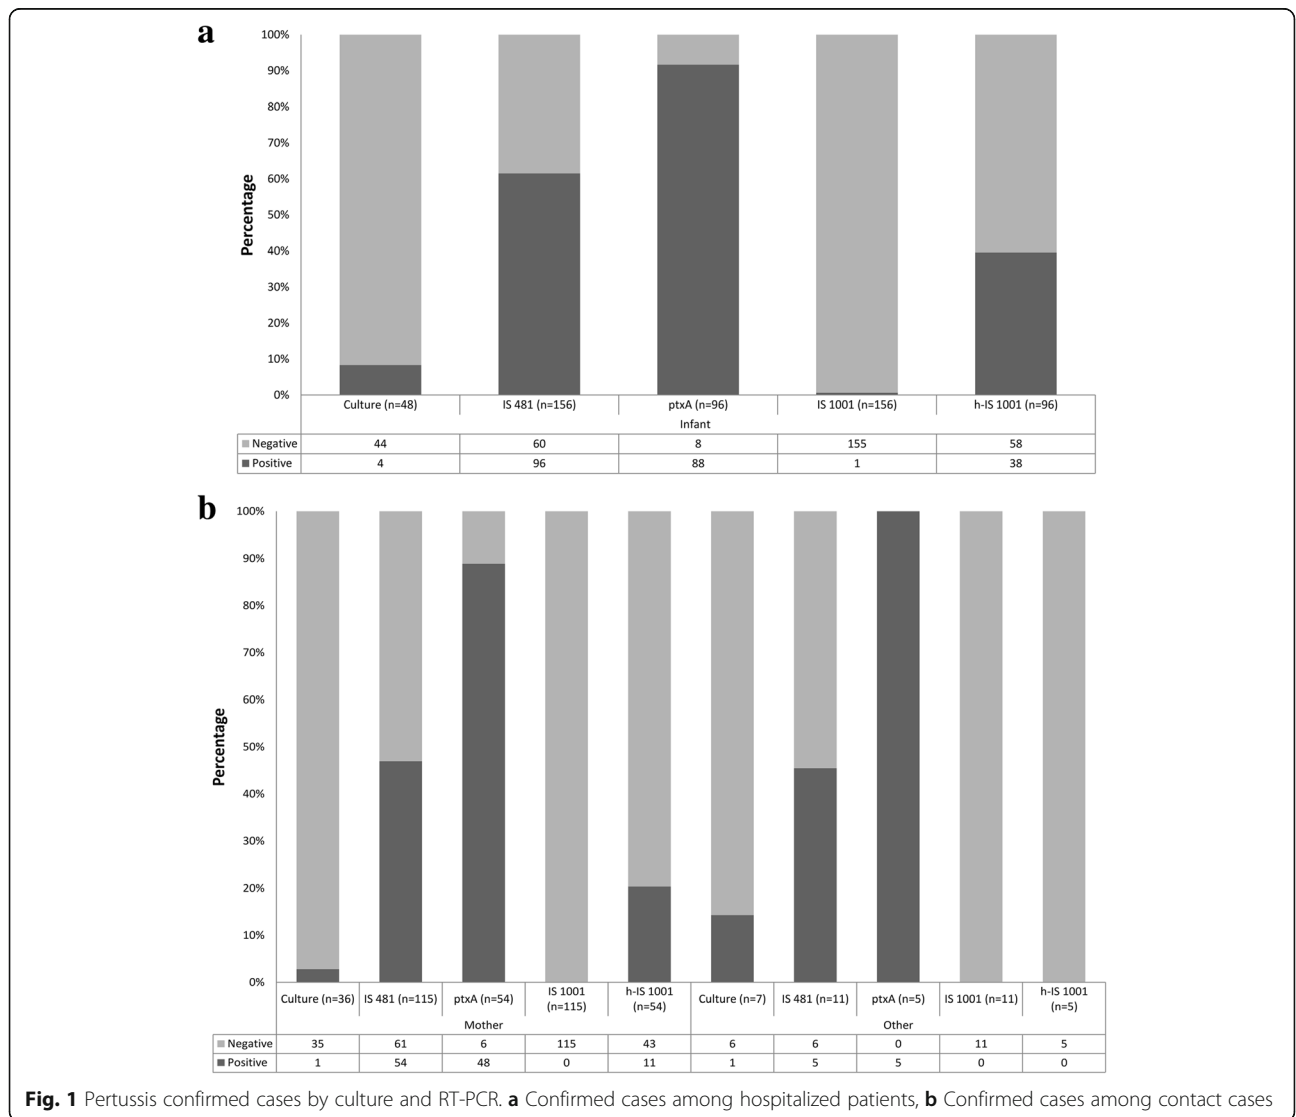 a
100%
90%
80%
70%
60%
50%
40%
30%
20%
10%
0%
Percentage
Culture (n=48) IS 481 (n=156) ptxA (n=96) IS 1001 (n=156) h-IS 1001 (n=96)
Infant
Negative 44 60 8 155 58
Positive 4 96 88 1 38
b
100%
90%
80%
70%
60%
50%
40%
30%
20%
10%
0%
Percentage
Culture (n=36) IS 481 (n=115) ptxA (n=54) IS 1001 (n=115) h-IS 1001 (n=54) Culture (n=7) IS 481 (n=11) ptxA (n=5) IS 1001 (n=11) h-IS 1001 (n=5)
Mother Other
Negative 35 61 6 115 43 6 6 0 11 5
Positive 1 54 48 0 11 1 5 5 0 0
Fig. 1 Pertussis confirmed cases by culture and RT-PCR. a Confirmed cases among hospitalized patients, b Confirmed cases among contact cases